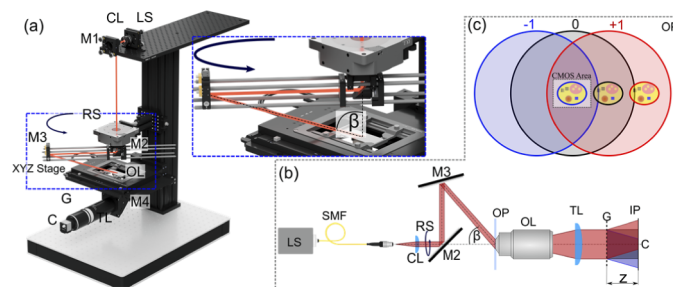 (a)
CL LS
M1
RS
M3
M2
XYZ Stage
OL
G
M4
TL
C
β
(c)
-1 0 +1 OP
CMOS Area
(b)
M3
SMF
RS
OP OL TL G IP
LS
β
C
CL M2
Z